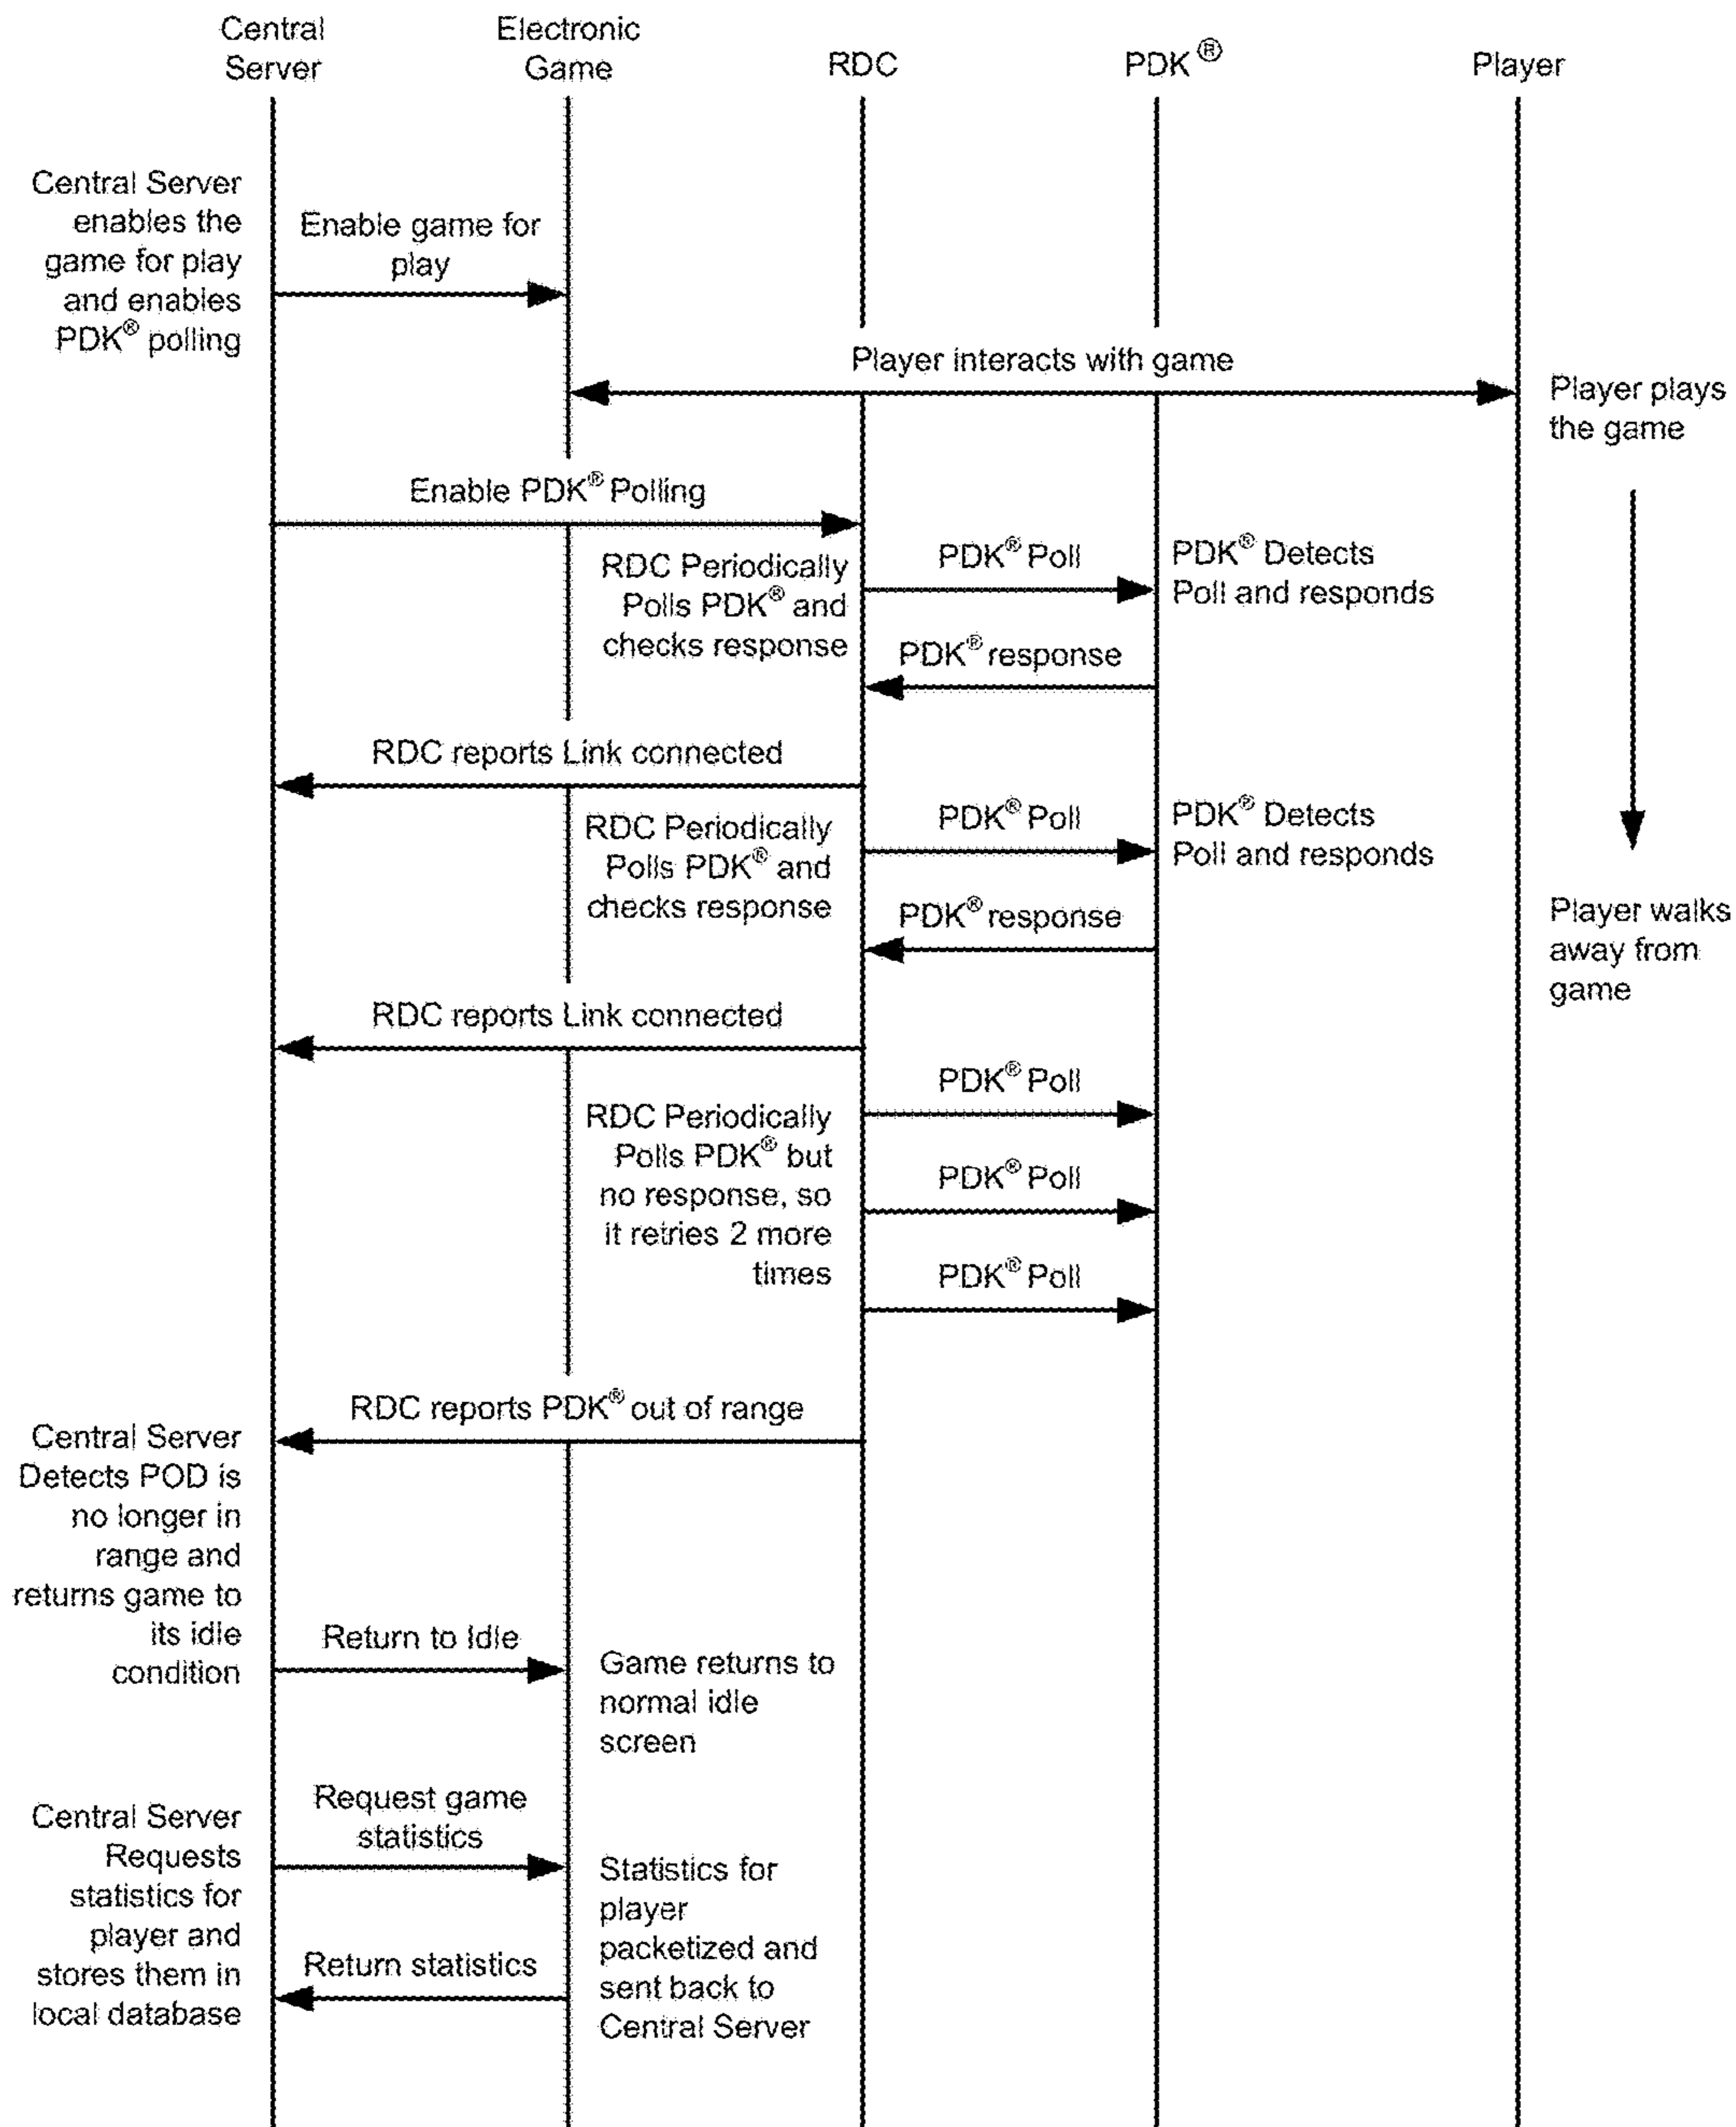 Central
Server
Electronic
Game
RDC
PDK®
Player
Central Server
enables the
game for play
and enables
PDK® polling
Enable game for
play
Player interacts with game
Player plays
the game
Enable PDK® Polling
RDC Periodically
Polls PDK® and
checks response
PDK® Poll
PDK® Detects
Poll and responds
PDK® response
RDC reports Link connected
RDC Periodically
Polls PDK® and
checks response
PDK® Poll
PDK® Detects
Poll and responds
PDK® response
Player walks
away from
game
RDC reports Link connected
RDC Periodically
Polls PDK® but
no response, so
it retries 2 more
times
PDK® Poll
PDK® Poll
PDK® Poll
RDC reports PDK® out of range
Central Server
Detects POD is
no longer in
range and
returns game to
its idle
condition
Return to Idle
Game returns to
normal idle
screen
Central Server
Requests
statistics for
player and
stores them in
local database
Request game
statistics
Statistics for
player
packetized and
sent back to
Central Server
Return statistics